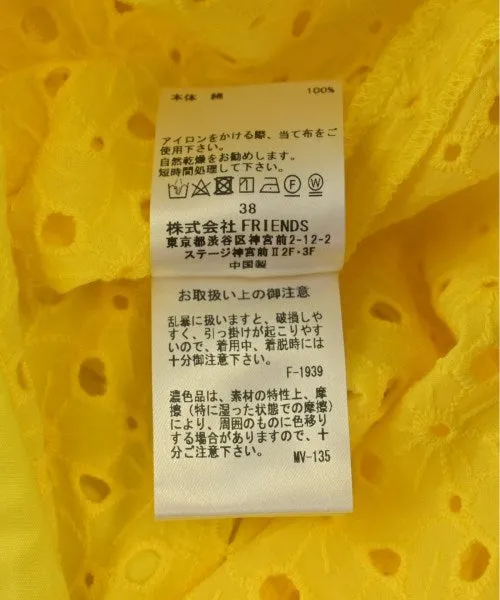 本体 綿 100%
アイロンをかける際、当て布をご
使用下さい。
自然乾燥をお勧めします。
短時間処理して下さい。
38
株式会社 FRIENDS
東京都渋谷区神宮前2-12-2
ステージ神宮前Ⅱ2F・3F
中国製
お取扱い上の御注意
乱暴に扱いますと、破損しや
すく、引っ掛けが起こりやす
いので、着用中、着脱時には
十分御注意下さい。
F-1939
濃色品は、素材の特性上、摩
擦（特に湿った状態での摩擦）
により、周囲のものに色移り
する場合がありますので、十
分ご注意下さい。
MV-135